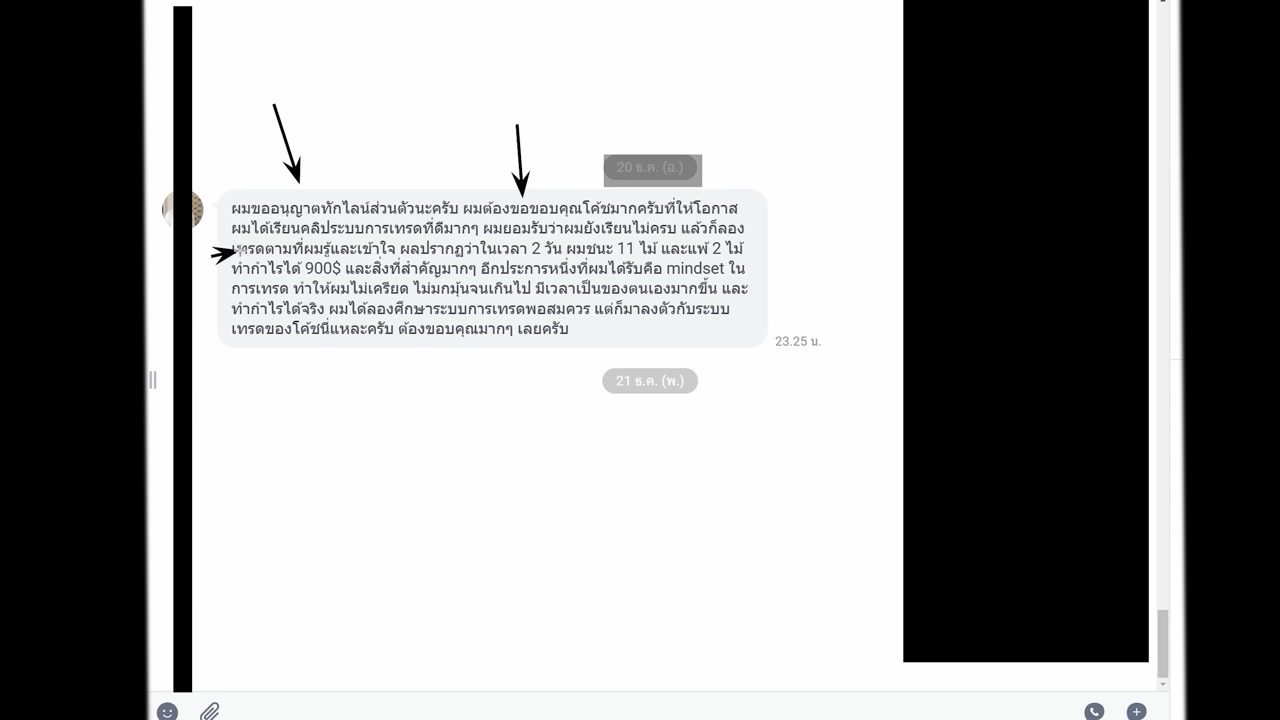 20 ธ.ค. (อ.)
ผมขออนุญาตทักไลน์ส่วนตัวนะครับ ผมต้องขอขอบคุณโค้ชมากครับที่ให้โอกาส
ผมได้เรียนคลิประบบการเทรดที่ดีมากๆ ผมยอมรับว่าผมยังเรียนไม่ครบ แล้วก็ลอง
เทรดตามที่ผมรู้และเข้าใจ ผลปรากฏว่าในเวลา 2 วัน ผมชนะ 11 ไม้ และแพ้ 2 ไม้
ทำกำไรได้ 900$ และสิ่งที่สำคัญมากๆ อีกประการหนึ่งที่ผมได้รับคือ mindset ใน
การเทรด ทำให้ผมไม่เครียด ไม่มกมุ้นจนเกินไป มีเวลาเป็นของตนเองมากขึ้น และ
ทำกำไรได้จริง ผมได้ลองศึกษาระบบการเทรดพอสมควร แต่ก็มาลงตัวกับระบบ
เทรดของโค้ชนี่แหละครับ ต้องขอบคุณมากๆ เลยครับ
23.25 น.
21 ธ.ค. (พ.)